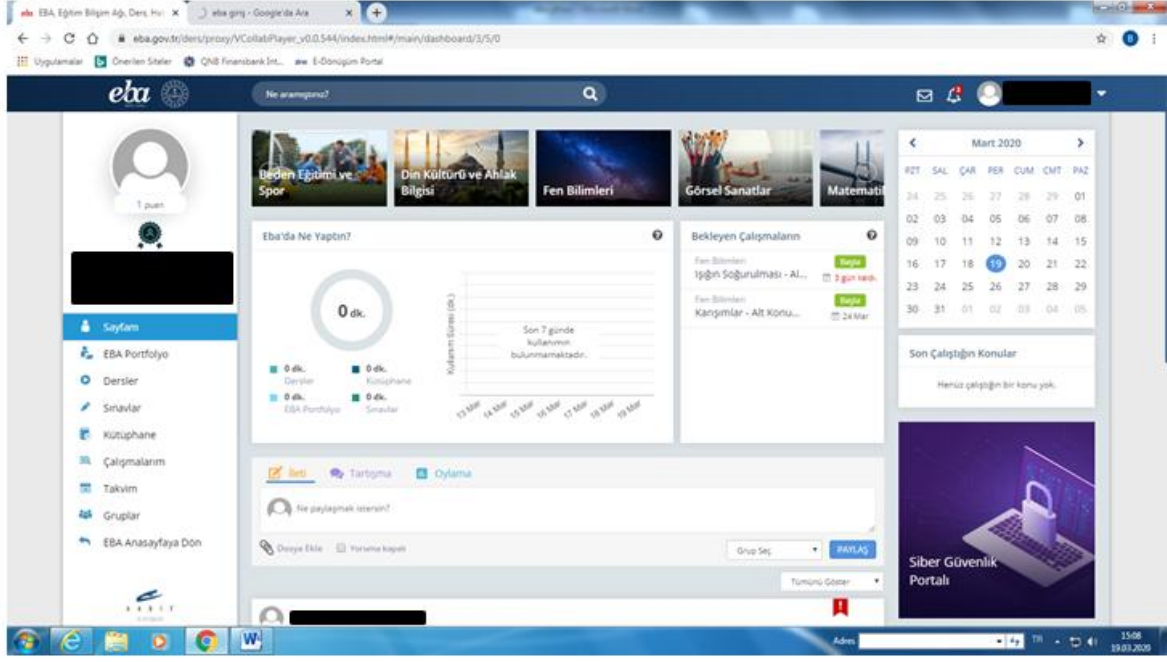 EBA, Eğitim Bilişim Ağı, Ders, Hu
eba giriş - Google'da Ara
eba.gov.tr/ders/proxy/VCollabPlayer_v0.0.544/index.html#/main/dashboard/3/5/0
B
Uygulamalar
Önerilen Siteler
QNB Finansbank İnt...
E-Dönüşüm Portal
eba
Ne aramıştınız?
1 puan
Sayfam
EBA Portfolyo
Dersler
Sınavlar
Kütüphane
Çalışmalarım
Takvim
Gruplar
EBA Anasayfaya Dön
Beden Eğitimi ve
Spor
Din Kültürü ve Ahlak
Bilgisi
Fen Bilimleri
Görsel Sanatlar
Matemati
Eba'da Ne Yaptın?
0 dk.
0 dk.
Dersler
0 dk.
Kütüphane
0 dk.
EBA Portfolyo
0 dk.
Sınavlar
Kullanım Süresi (dk.)
Son 7 günde
kullanımın
bulunmamaktadır.
13 Mar
14 Mar
15 Mar
16 Mar
17 Mar
18 Mar
19 Mar
Bekleyen Çalışmaların
Fen Bilimleri
Başla
Işığın Soğurulması - Al...
3 gün kaldı.
Fen Bilimleri
Başla
Karışımlar - Alt Konu...
24 Mar
İleti
Tartışma
Oylama
Ne paylaşmak istersin?
Dosya Ekle
Yoruma kapalı
Grup Seç
PAYLAŞ
Tümünü Göster
Mart 2020
PZT SAL ÇAR PER CUM CMT PAZ
24 25 26 27 28 29 01
02 03 04 05 06 07 08
09 10 11 12 13 14 15
16 17 18 19 20 21 22
23 24 25 26 27 28 29
30 31 01 02 03 04 05
Son Çalıştığın Konular
Henüz çalıştığın bir konu yok.
Siber Güvenlik
Portalı
Adres
TR
15:08
19.03.2020